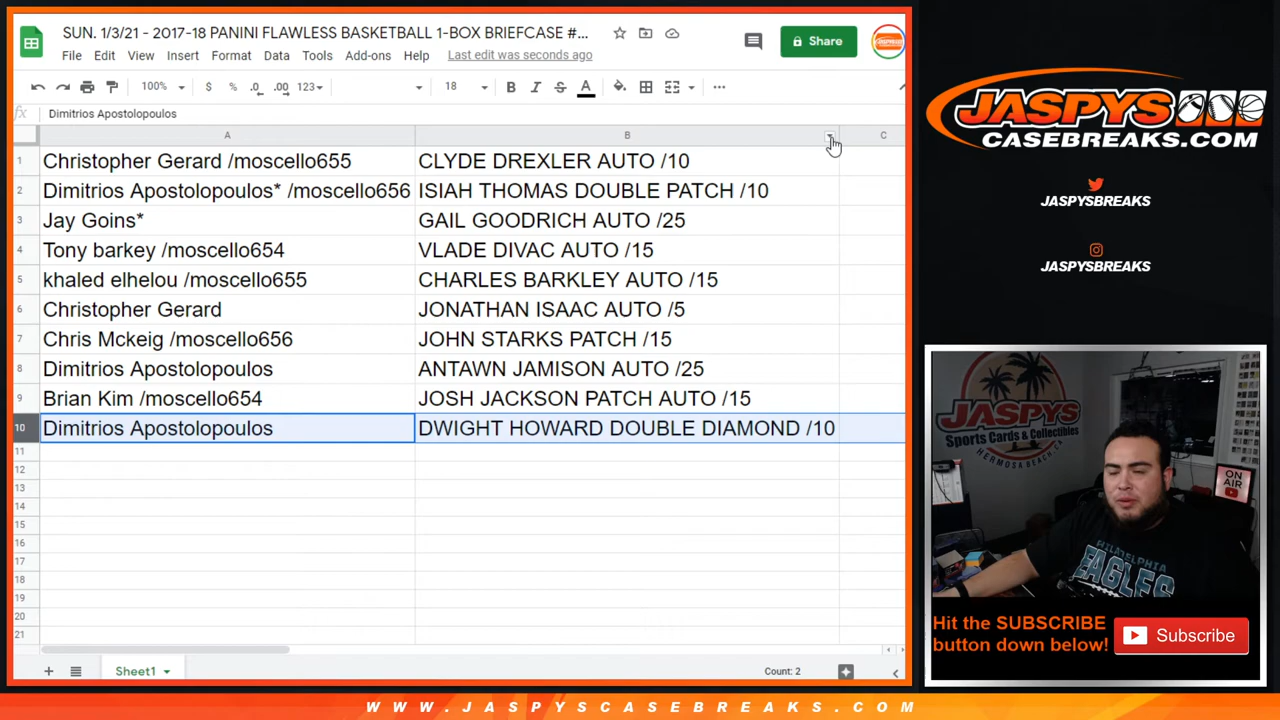 SUN. 1/3/21 - 2017-18 PANINI FLAWLESS BASKETBALL 1-BOX BRIEFCASE #...
File Edit View Insert Format Data Tools Add-ons Help Last edit was seconds ago
Share
100% $ % .0 .00 123 18 B I S A
fx Dimitrios Apostolopoulos
A B C
1 Christopher Gerard /moscello655 CLYDE DREXLER AUTO /10
2 Dimitrios Apostolopoulos* /moscello656 ISIAH THOMAS DOUBLE PATCH /10
3 Jay Goins* GAIL GOODRICH AUTO /25
4 Tony barkey /moscello654 VLADE DIVAC AUTO /15
5 khaled elhelou /moscello655 CHARLES BARKLEY AUTO /15
6 Christopher Gerard JONATHAN ISAAC AUTO /5
7 Chris Mckeig /moscello656 JOHN STARKS PATCH /15
8 Dimitrios Apostolopoulos ANTAWN JAMISON AUTO /25
9 Brian Kim /moscello654 JOSH JACKSON PATCH AUTO /15
10 Dimitrios Apostolopoulos DWIGHT HOWARD DOUBLE DIAMOND /10
11
12
13
14
15
16
17
18
19
20
21
Sheet1 Count: 2
JASPYS
CASEBREAKS.COM
JASPYSBREAKS
JASPYSBREAKS
JASPYS
Sports Cards & Collectibles
HERMOSA BEACH, CA
ON
AIR
PHILADELPHIA
EAGLES
Hit the SUBSCRIBE
button down below!
Subscribe
WWW.JASPYSCASEBREAKS.COM